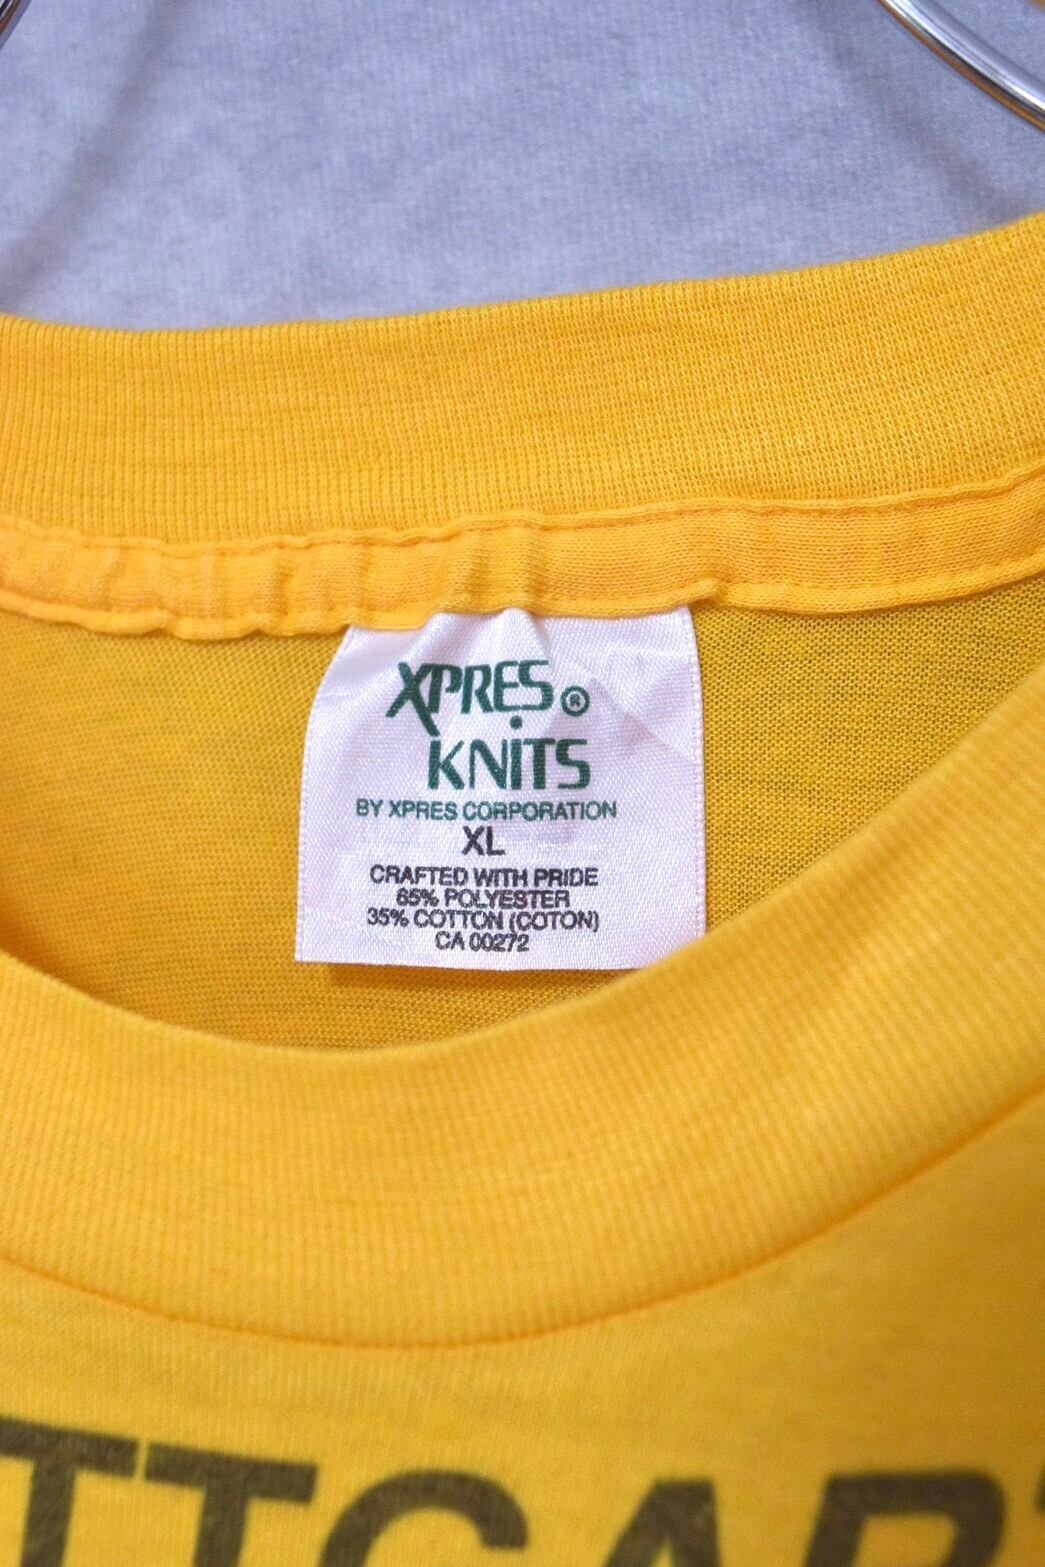 XPRES®
KNITS
BY XPRES CORPORATION
XL
CRAFTED WITH PRIDE
65% POLYESTER
35% COTTON (COTON)
CA 00272